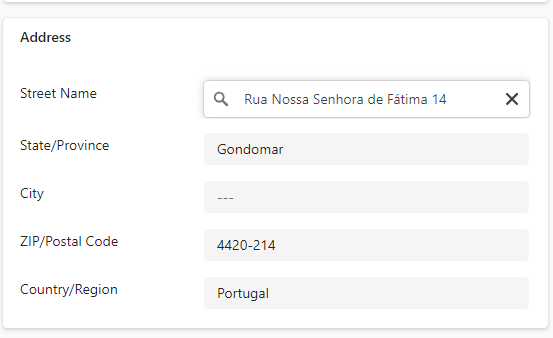 Address
Street Name
Rua Nossa Senhora de Fátima 14
State/Province
Gondomar
City
---
ZIP/Postal Code
4420-214
Country/Region
Portugal